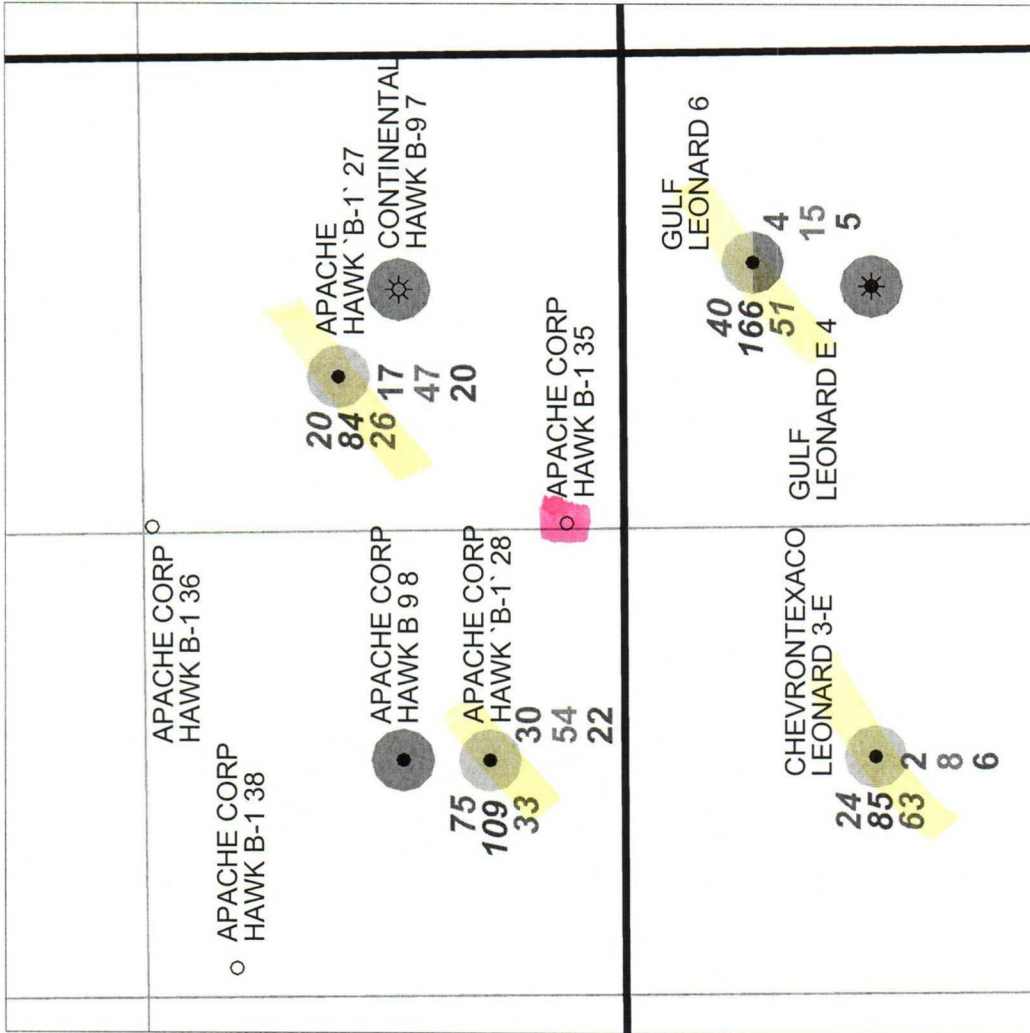 APACHE CORP
HAWK B-1 36
APACHE CORP
HAWK B-1 38
APACHE
HAWK `B-1` 27
CONTINENTAL
HAWK B-9 7
20
84
26
17
47
20
APACHE CORP
HAWK B 9 8
APACHE CORP
HAWK `B-1` 28
75
109
33
30
54
22
APACHE CORP
HAWK B-1 35
GULF
LEONARD 6
40
166
51
4
15
5
GULF
LEONARD E 4
CHEVRONTEXACO
LEONARD 3-E
24
85
63
2
8
6